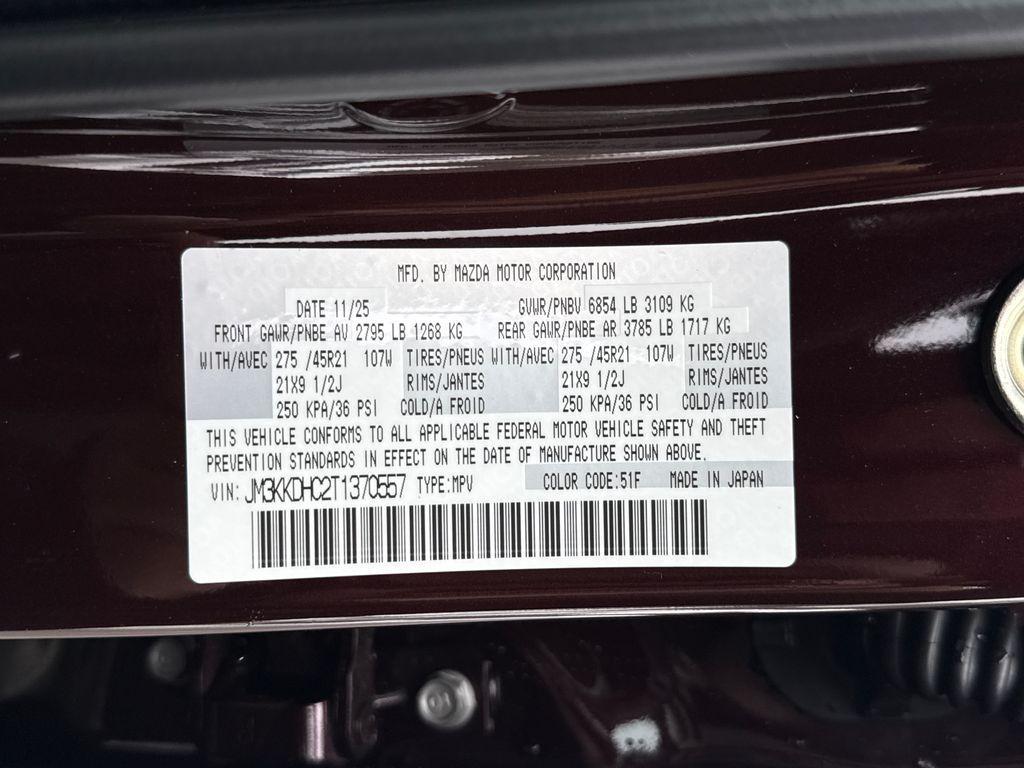 MFD. BY MAZDA MOTOR CORPORATION
DATE 11/25 GVWR/PNBV 6854 LB 3109 KG
FRONT GAWR/PNBE AV 2795 LB 1268 KG REAR GAWR/PNBE AR 3785 LB 1717 KG
WITH/AVEC 275 /45R21 107W TIRES/PNEUS WITH/AVEC 275 /45R21 107W TIRES/PNEUS
21X9 1/2J RIMS/JANTES 21X9 1/2J RIMS/JANTES
250 KPA/36 PSI COLD/A FROID 250 KPA/36 PSI COLD/A FROID
THIS VEHICLE CONFORMS TO ALL APPLICABLE FEDERAL MOTOR VEHICLE SAFETY AND THEFT
PREVENTION STANDARDS IN EFFECT ON THE DATE OF MANUFACTURE SHOWN ABOVE.
VIN: JM3KKDHC2T1370557 TYPE:MPV COLOR CODE:51F MADE IN JAPAN